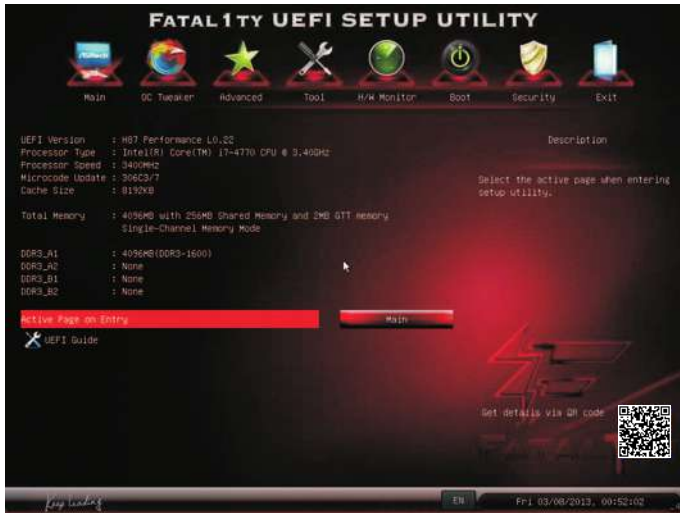 FATAL1TY UEFI SETUP UTILITY
ASRock
Main OC Tweaker Advanced Tool H/W Monitor Boot Security Exit
UEFI Version : H87 Performance L0.22
Processor Type : Intel(R) Core(TM) i7-4770 CPU @ 3.40GHz
Processor Speed : 3400MHz
Microcode Update : 306C3/7
Cache Size : 8192KB
Total Memory : 4096MB with 256MB Shared Memory and 2MB GTT memory
Single-Channel Memory Mode
DDR3_A1 : 4096MB(DDR3-1600)
DDR3_A2 : None
DDR3_B1 : None
DDR3_B2 : None
Active Page on Entry Main
UEFI Guide
Description
Select the active page when entering
setup utility.
Get details via QR code
FATAL1TY
Keep Leading
EN Fri 03/08/2013, 00:52:02